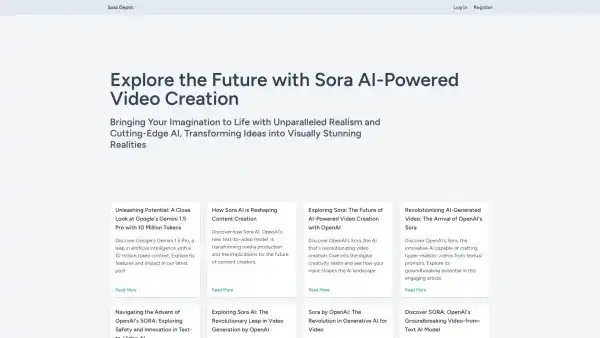 Sora Depot
Log in Register
Explore the Future with Sora AI-Powered
Video Creation
Bringing Your Imagination to Life with Unparalleled Realism and
Cutting-Edge AI, Transforming Ideas into Visually Stunning
Realities
Unleashing Potential: A Close
Look at Google's Gemini 1.5
Pro with 10 Million Tokens
Discover Google's Gemini 1.5 Pro, a
leap in artificial intelligence with a
10 million token context. Explore its
features and impact in our latest
post.
Read More
How Sora AI is Reshaping
Content Creation
Discover how Sora AI, OpenAI's
new text-to-video model, is
transforming media production
and the implications for the future
of content creators.
Read More
Exploring Sora: The Future of
AI-Powered Video Creation
with OpenAI
Explore OpenAI's Sora, the AI
that's revolutionizing video
creation. Dive into the digital
creativity realm and see how your
input shapes the AI landscape.
Read More
Revolutionizing AI-Generated
Video: The Arrival of OpenAI's
Sora
Discover OpenAI's Sora, the
innovative AI capable of crafting
hyper-realistic videos from textual
prompts. Explore its
groundbreaking potential in this
engaging article.
Read More
Navigating the Advent of
OpenAI's SORA: Exploring
Safety and Innovation in Text-
Exploring Sora AI: The
Revolutionary Leap in Video
Generation by OpenAI
Sora by OpenAI: The
Revolution in Generative AI for
Video
Discover SORA: OpenAI's
Groundbreaking Video-from-
Text AI Model